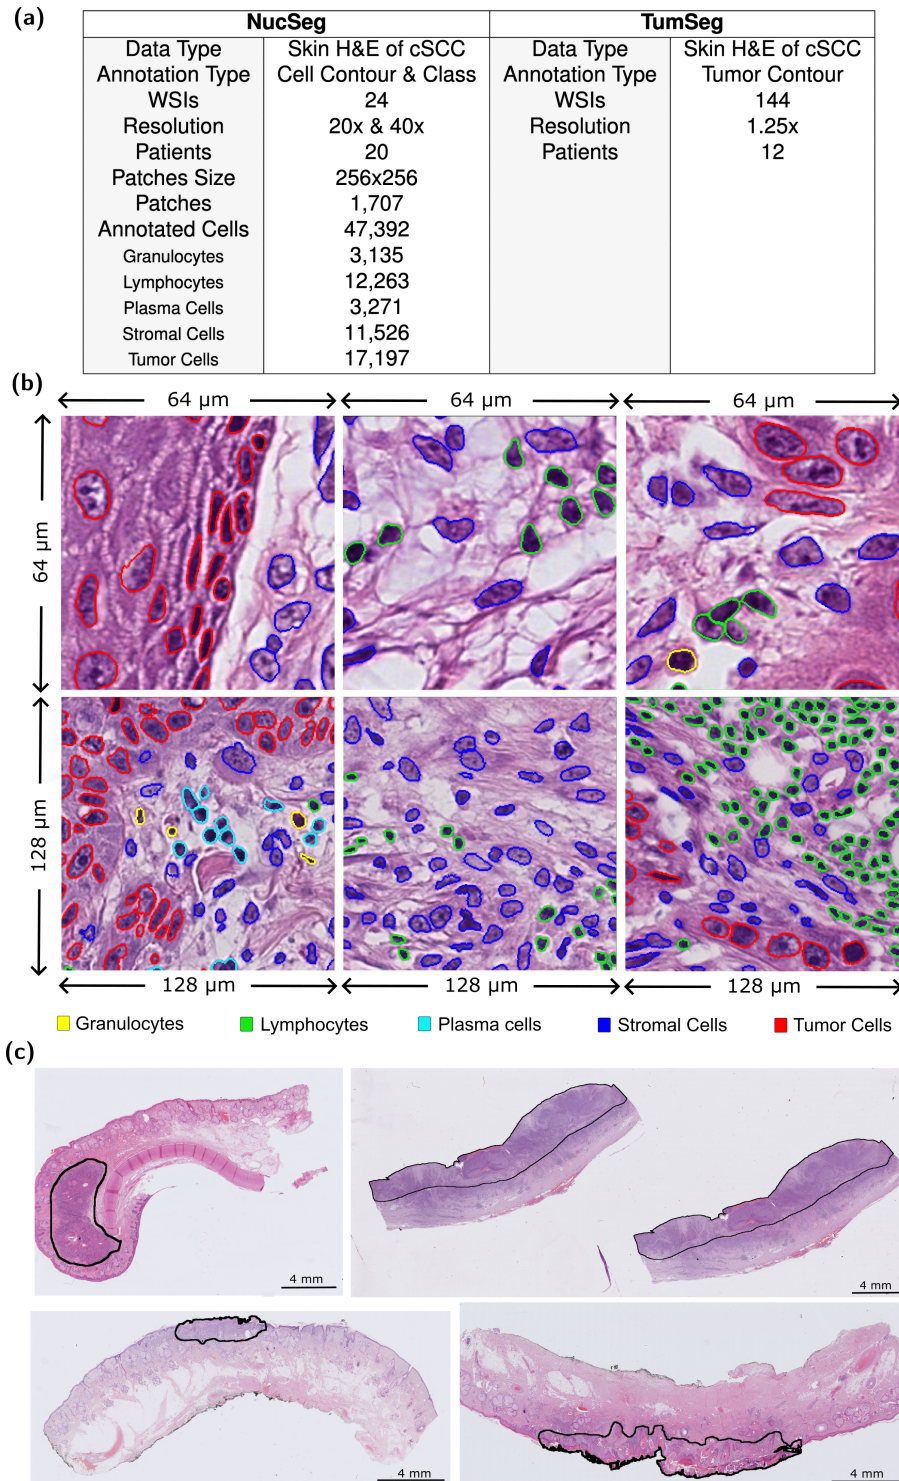 (a)
NucSeg TumSeg
Data Type Skin H&E of cSCC Data Type Skin H&E of cSCC
Annotation Type Cell Contour & Class Annotation Type Tumor Contour
WSIs 24 WSIs 144
Resolution 20x & 40x Resolution 1.25x
Patients 20 Patients 12
Patches Size 256x256
Patches 1,707
Annotated Cells 47,392
Granulocytes 3,135
Lymphocytes 12,263
Plasma Cells 3,271
Stromal Cells 11,526
Tumor Cells 17,197
(b)
64 µm 64 µm 64 µm
64 µm
128 µm
128 µm 128 µm 128 µm
Granulocytes Lymphocytes Plasma cells Stromal Cells Tumor Cells
(c)
4 mm 4 mm
4 mm 4 mm